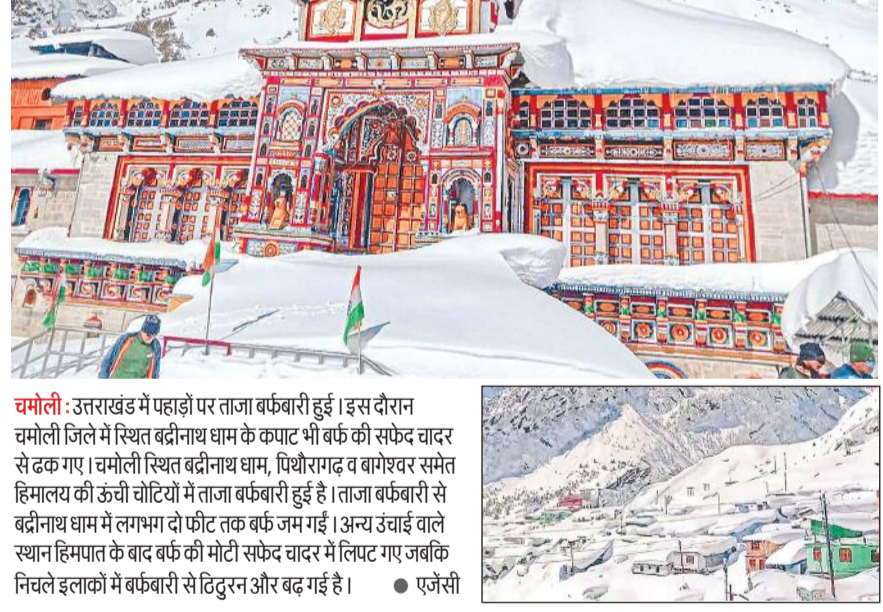 चमोली : उत्तराखंड में पहाड़ों पर ताजा बर्फबारी हुई । इस दौरान
चमोली जिले में स्थित बद्रीनाथ धाम के कपाट भी बर्फ की सफेद चादर
से ढक गए । चमोली स्थित बद्रीनाथ धाम, पिथौरागढ़ व बागेश्वर समेत
हिमालय की ऊंची चोटियों में ताजा बर्फबारी हुई है । ताजा बर्फबारी से
बद्रीनाथ धाम में लगभग दो फीट तक बर्फ जम गईं । अन्य उंचाई वाले
स्थान हिमपात के बाद बर्फ की मोटी सफेद चादर में लिपट गए जबकि
निचले इलाकों में बर्फबारी से ठिठुरन और बढ़ गई है । ● एजेंसी